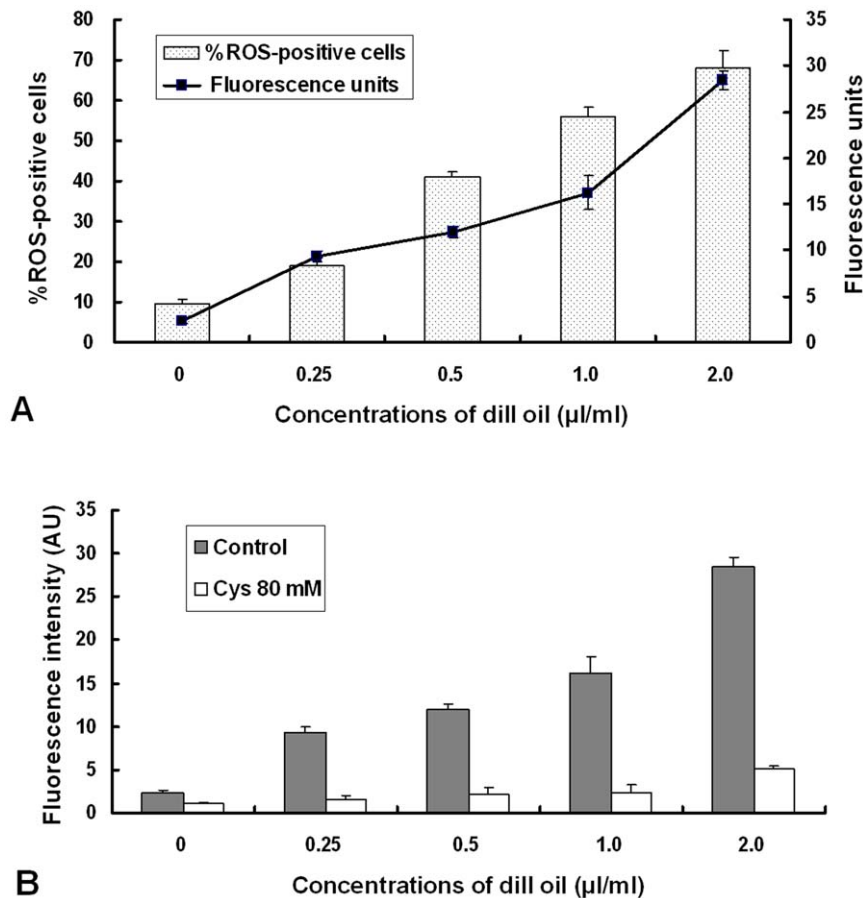 %ROS-positive cells
Fluorescence units
80
70
60
50
40
30
20
10
0
%ROS-positive cells
35
30
25
20
15
10
5
0
Fluorescence units
0 0.25 0.5 1.0 2.0
Concentrations of dill oil (µl/ml)
A
Control
Cys 80 mM
35
30
25
20
15
10
5
0
Fluorescence intensity (AU)
0 0.25 0.5 1.0 2.0
Concentrations of dill oil (µl/ml)
B